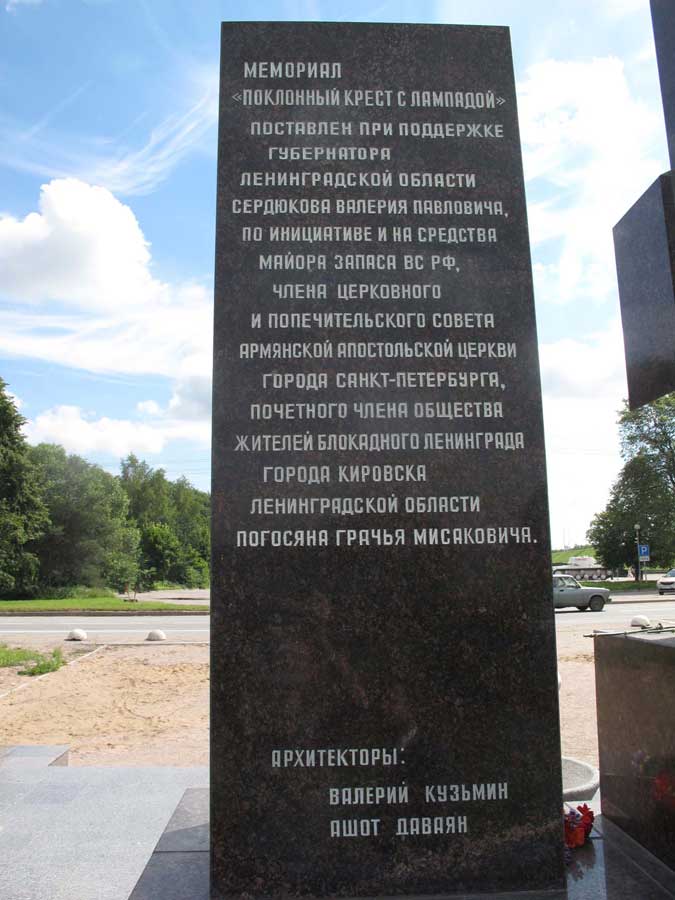 МЕМОРИАЛ
«ПОКЛОННЫЙ КРЕСТ С ЛАМПАДОЙ»
ПОСТАВЛЕН ПРИ ПОДДЕРЖКЕ
ГУБЕРНАТОРА
ЛЕНИНГРАДСКОЙ ОБЛАСТИ
СЕРДЮКОВА ВАЛЕРИЯ ПАВЛОВИЧА,
ПО ИНИЦИАТИВЕ И НА СРЕДСТВА
МАЙОРА ЗАПАСА ВС РФ,
ЧЛЕНА ЦЕРКОВНОГО
И ПОПЕЧИТЕЛЬСКОГО СОВЕТА
АРМЯНСКОЙ АПОСТОЛЬСКОЙ ЦЕРКВИ
ГОРОДА САНКТ-ПЕТЕРБУРГА,
ПОЧЕТНОГО ЧЛЕНА ОБЩЕСТВА
ЖИТЕЛЕЙ БЛОКАДНОГО ЛЕНИНГРАДА
ГОРОДА КИРОВСКА
ЛЕНИНГРАДСКОЙ ОБЛАСТИ
ПОГОСЯНА ГРАЧЬЯ МИСАКОВИЧА.
АРХИТЕКТОРЫ:
ВАЛЕРИЙ КУЗЬМИН
АШОТ ДАВАЯН
P